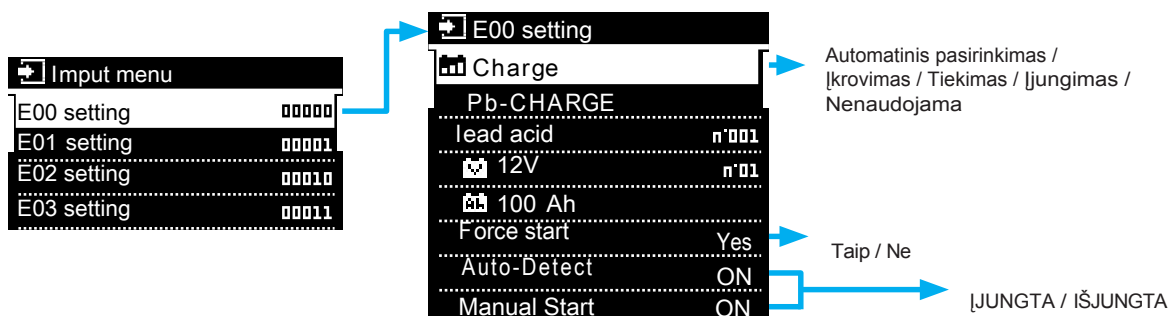 Imput menu
E00 setting 00000
E01 setting 00001
E02 setting 00010
E03 setting 00011
E00 setting
Charge
Pb-CHARGE
lead acid n°001
12V n°01
100 Ah
Force start Yes
Auto-Detect ON
Manual Start ON
Automatinis pasirinkimas /
Įkrovimas / Tiekimas / Įjungimas /
Nenaudojama
Taip / Ne
ĮJUNGTA / IŠJUNGTA